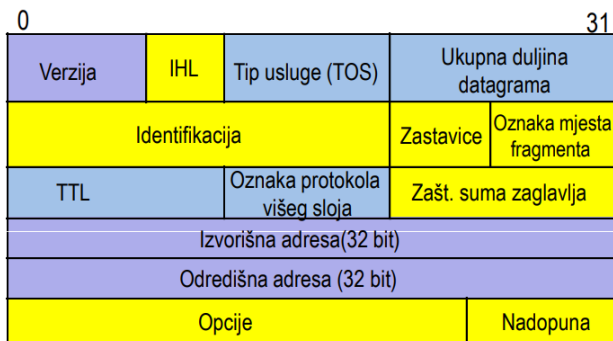 0 31
Verzija IHL Tip usluge (TOS) Ukupna duljina
datagrama
Identifikacija Zastavice Oznaka mjesta
fragmenta
TTL Oznaka protokola
višeg sloja Zašt. suma zaglavlja
Izvorišna adresa(32 bit)
Odredišna adresa (32 bit)
Opcije Nadopuna